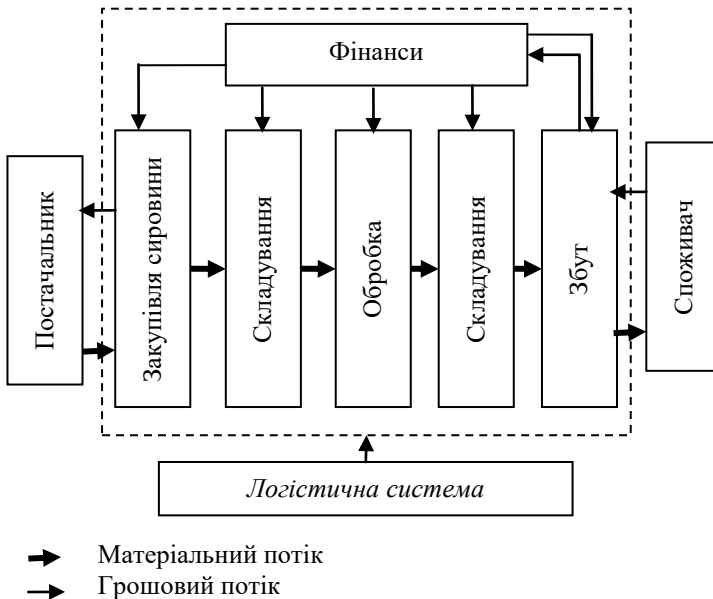 Фінанси
Постачальник
Закупівля сировини
Складування
Обробка
Складування
Збут
Споживач
Логістична система
Матеріальний потік
Грошовий потік